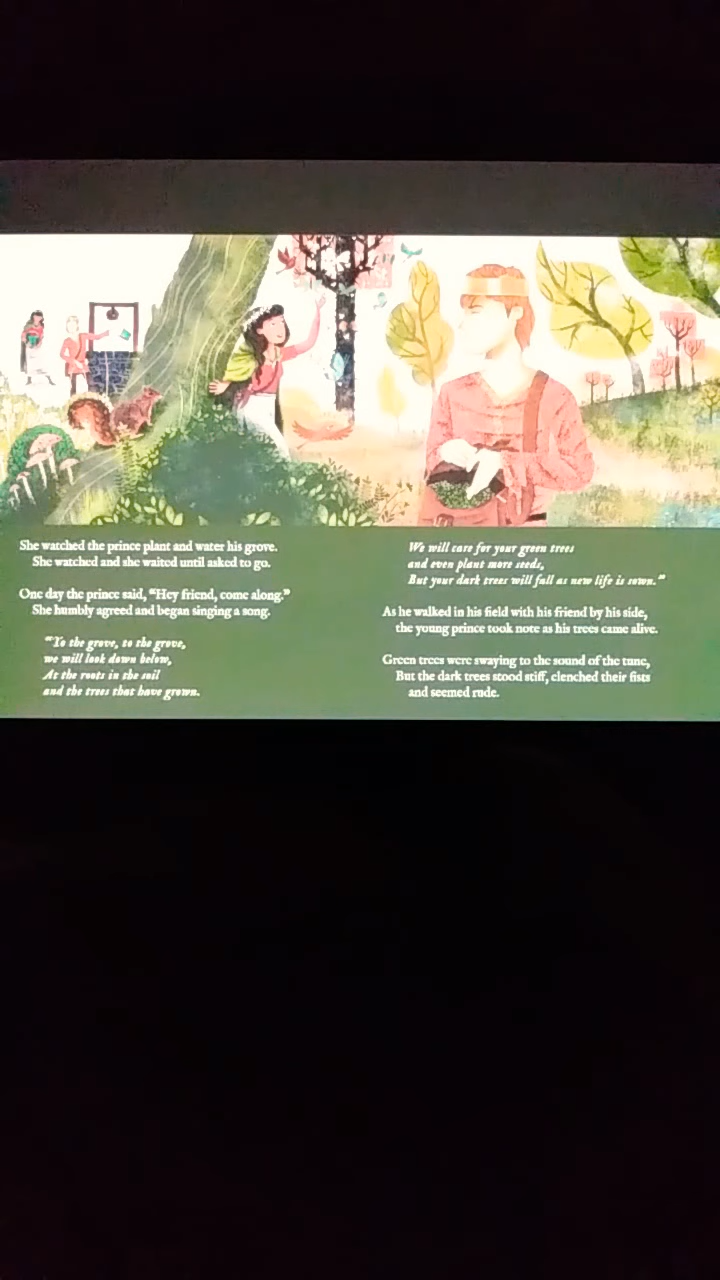 She watched the prince plant and water his grove.
She watched and she waited until asked to go.
One day the prince said, “Hey friend, come along.”
She humbly agreed and began singing a song.
“To the grove, to the grove,
we will look down below,
At the roots in the soil
and the trees that have grown.
We will care for your green trees
and even plant more seeds,
But your dark trees will fall as new life is sown.”
As he walked in his field with his friend by his side,
the young prince took note as his trees came alive.
Green trees were swaying to the sound of the tune,
But the dark trees stood stiff, clenched their fists
and seemed rude.